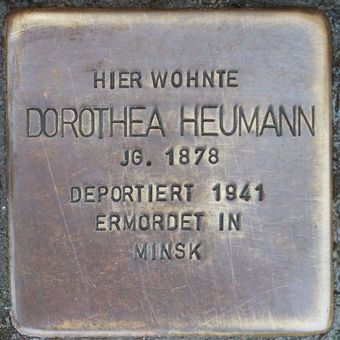 HIER WOHNTE
DOROTHEA HEUMANN
JG. 1878
DEPORTIERT 1941
ERMORDET IN
MINSK